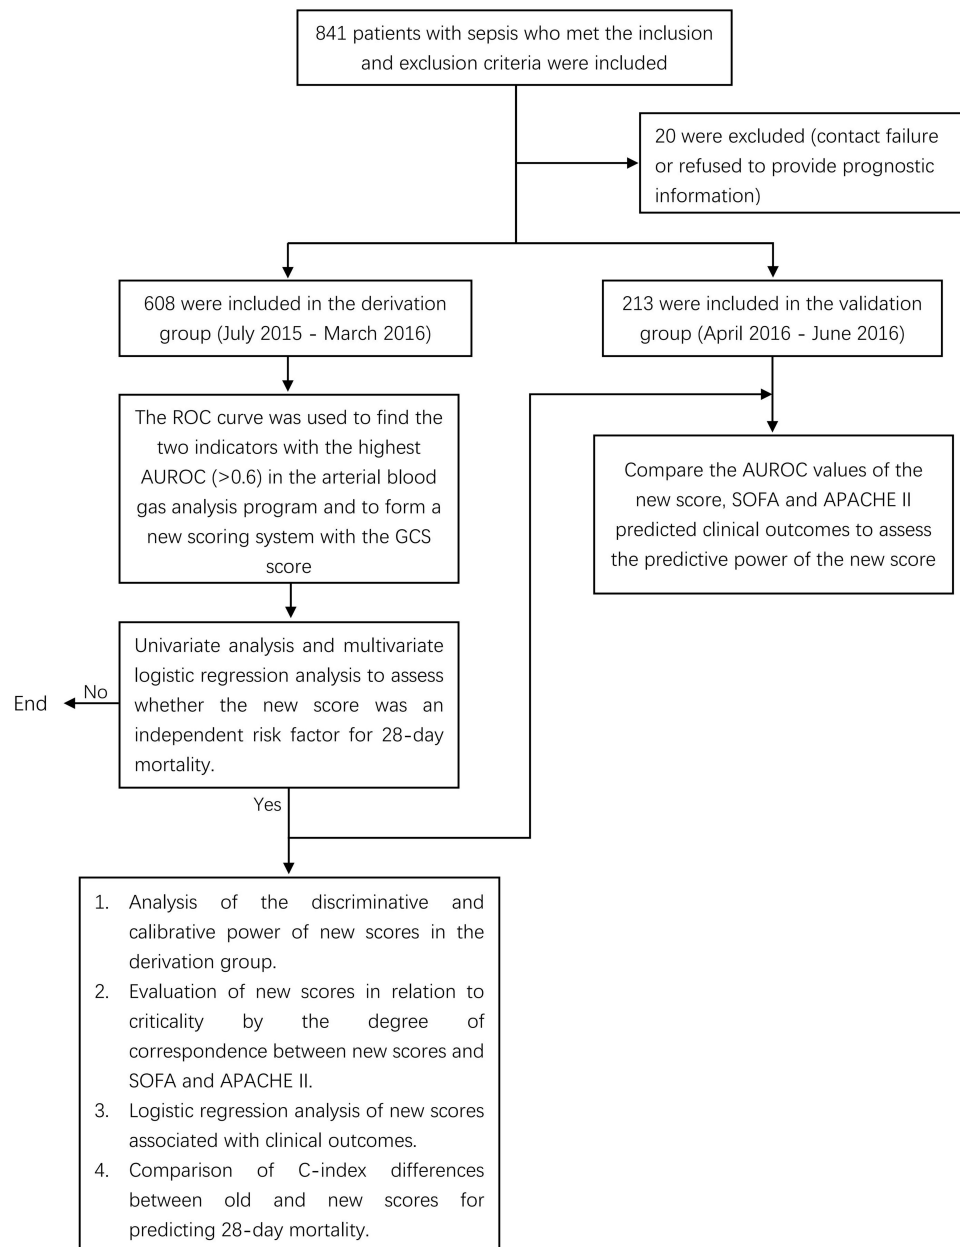 841 patients with sepsis who met the inclusion
and exclusion criteria were included
20 were excluded (contact failure
or refused to provide prognostic
information)
608 were included in the derivation
group (July 2015 - March 2016)
213 were included in the validation
group (April 2016 - June 2016)
The ROC curve was used to find the
two indicators with the highest
AUROC (>0.6) in the arterial blood
gas analysis program and to form a
new scoring system with the GCS
score
Compare the AUROC values of the
new score, SOFA and APACHE II
predicted clinical outcomes to assess
the predictive power of the new score
Univariate analysis and multivariate
logistic regression analysis to assess
whether the new score was an
independent risk factor for 28-day
mortality.
No
End
Yes
1. Analysis of the discriminative and
calibrative power of new scores in the
derivation group.
2. Evaluation of new scores in relation to
criticality by the degree of
correspondence between new scores and
SOFA and APACHE II.
3. Logistic regression analysis of new scores
associated with clinical outcomes.
4. Comparison of C-index differences
between old and new scores for
predicting 28-day mortality.